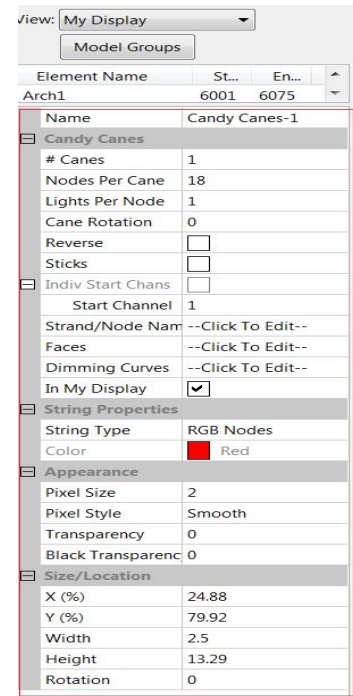 View: My Display
Model Groups
Element Name St... En...
Arch1 6001 6075
Name Candy Canes-1
Candy Canes
# Canes 1
Nodes Per Cane 18
Lights Per Node 1
Cane Rotation 0
Reverse
Sticks
Indiv Start Chans
Start Channel 1
Strand/Node Nam --Click To Edit--
Faces --Click To Edit--
Dimming Curves --Click To Edit--
In My Display
String Properties
String Type RGB Nodes
Color Red
Appearance
Pixel Size 2
Pixel Style Smooth
Transparency 0
Black Transparenc 0
Size/Location
X (%) 24.88
Y (%) 79.92
Width 2.5
Height 13.29
Rotation 0